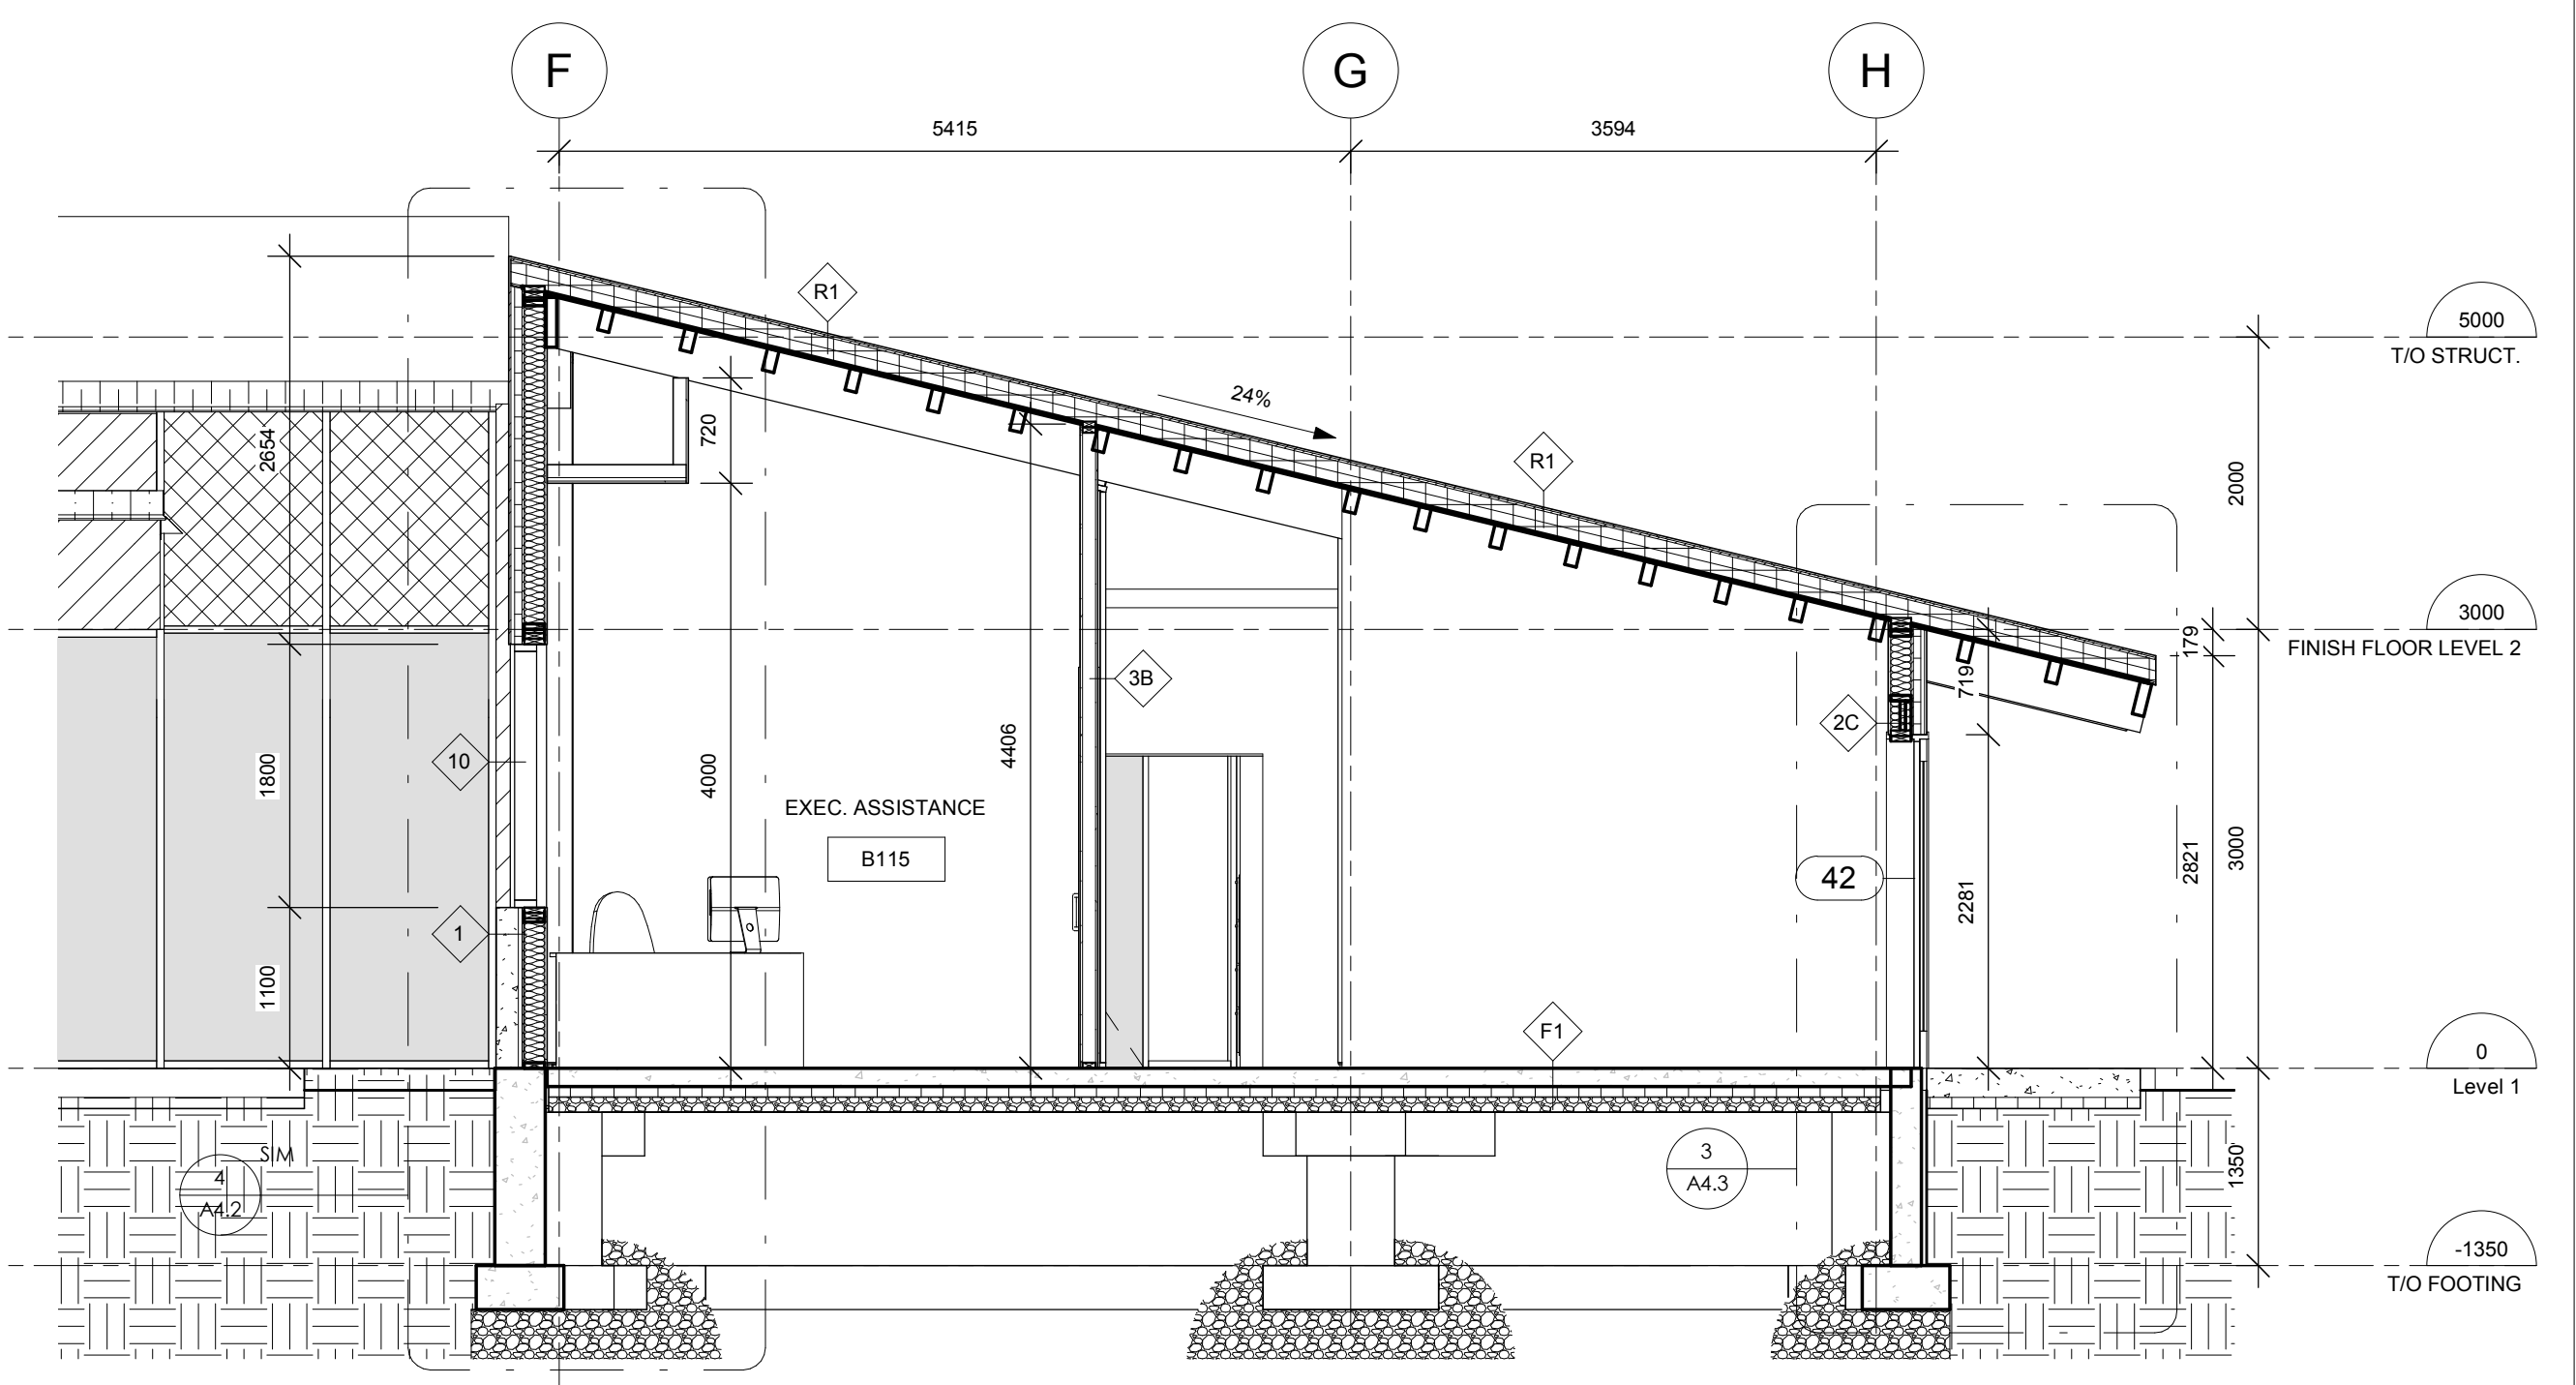 F
G
H
5415
3594
R1
5000
T/O STRUCT.
24%
2654
720
R1
2000
3000
FINISH FLOOR LEVEL 2
179
3B
719
2C
10
1800
4000
4406
EXEC. ASSISTANCE
B115
42
2281
2821
3000
1
1100
F1
0
Level 1
SIM
4
A4.2
3
A4.3
1350
-1350
T/O FOOTING